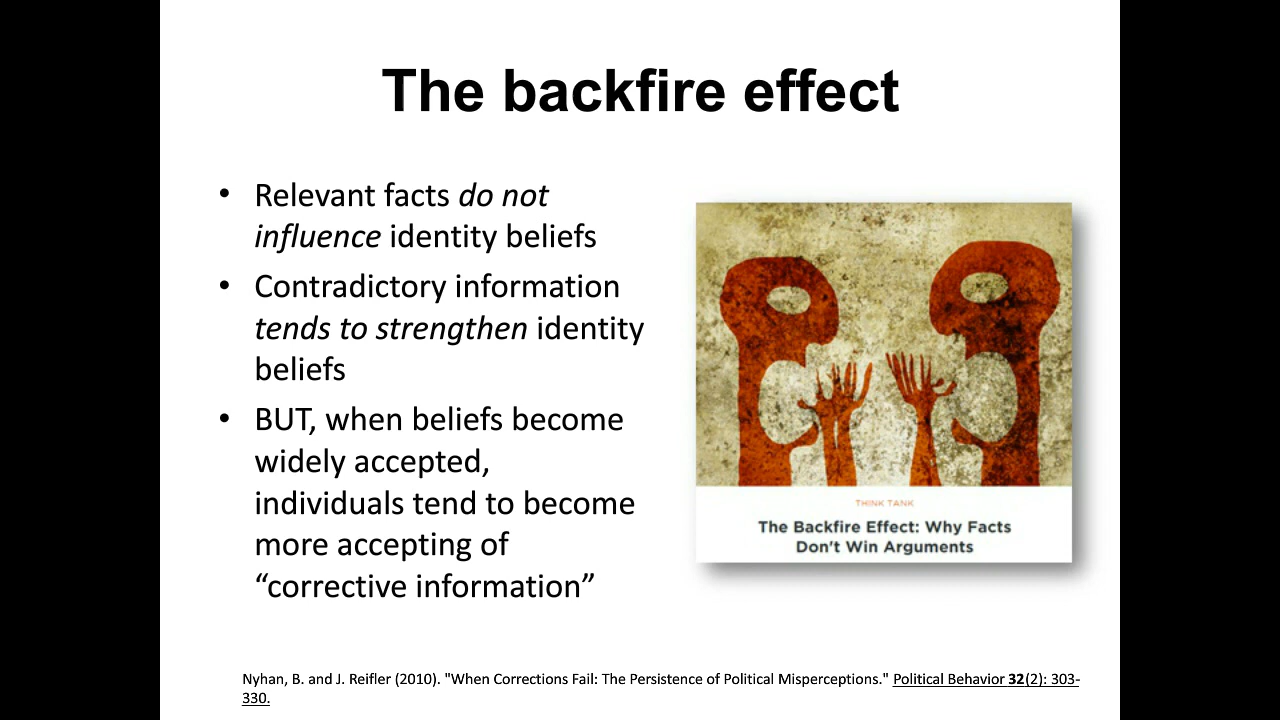 The backfire effect
• Relevant facts do not
influence identity beliefs
• Contradictory information
tends to strengthen identity
beliefs
• BUT, when beliefs become
widely accepted,
individuals tend to become
more accepting of
“corrective information”
THINK TANK
The Backfire Effect: Why Facts
Don't Win Arguments
Nyhan, B. and J. Reifler (2010). "When Corrections Fail: The Persistence of Political Misperceptions." Political Behavior 32(2): 303-
330.